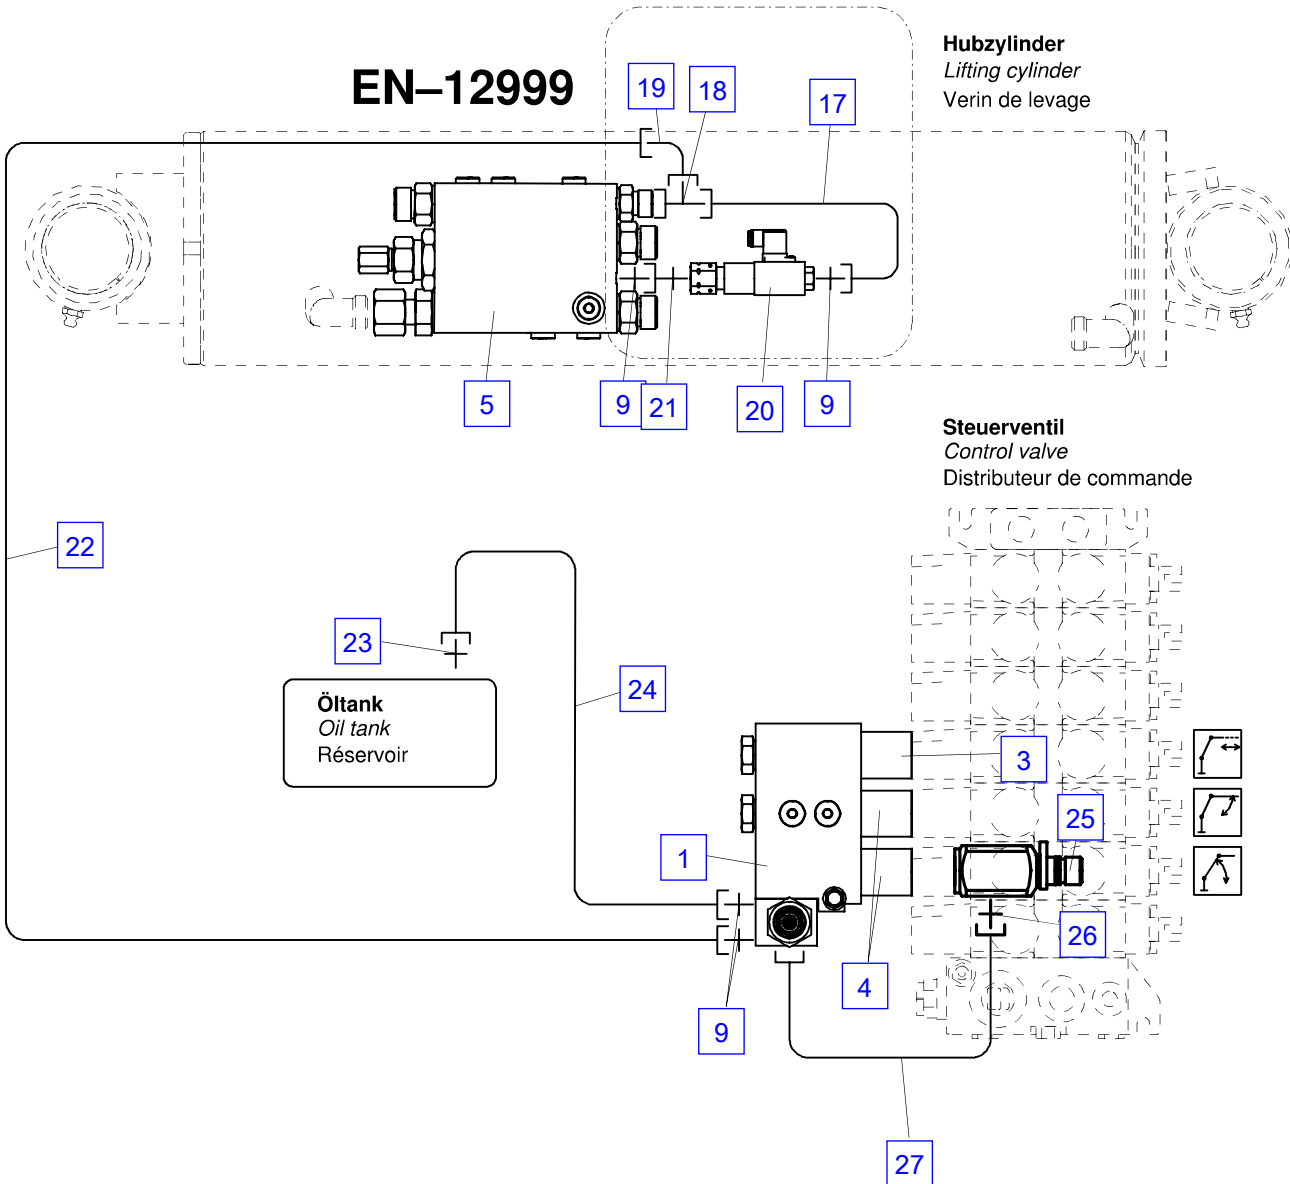 EN–12999
Hubzylinder
Lifting cylinder
Verin de levage
19
18
17
5
9
21
20
9
Steuerventil
Control valve
Distributeur de commande
22
23
24
Öltank
Oil tank
Réservoir
3
25
1
26
4
9
27